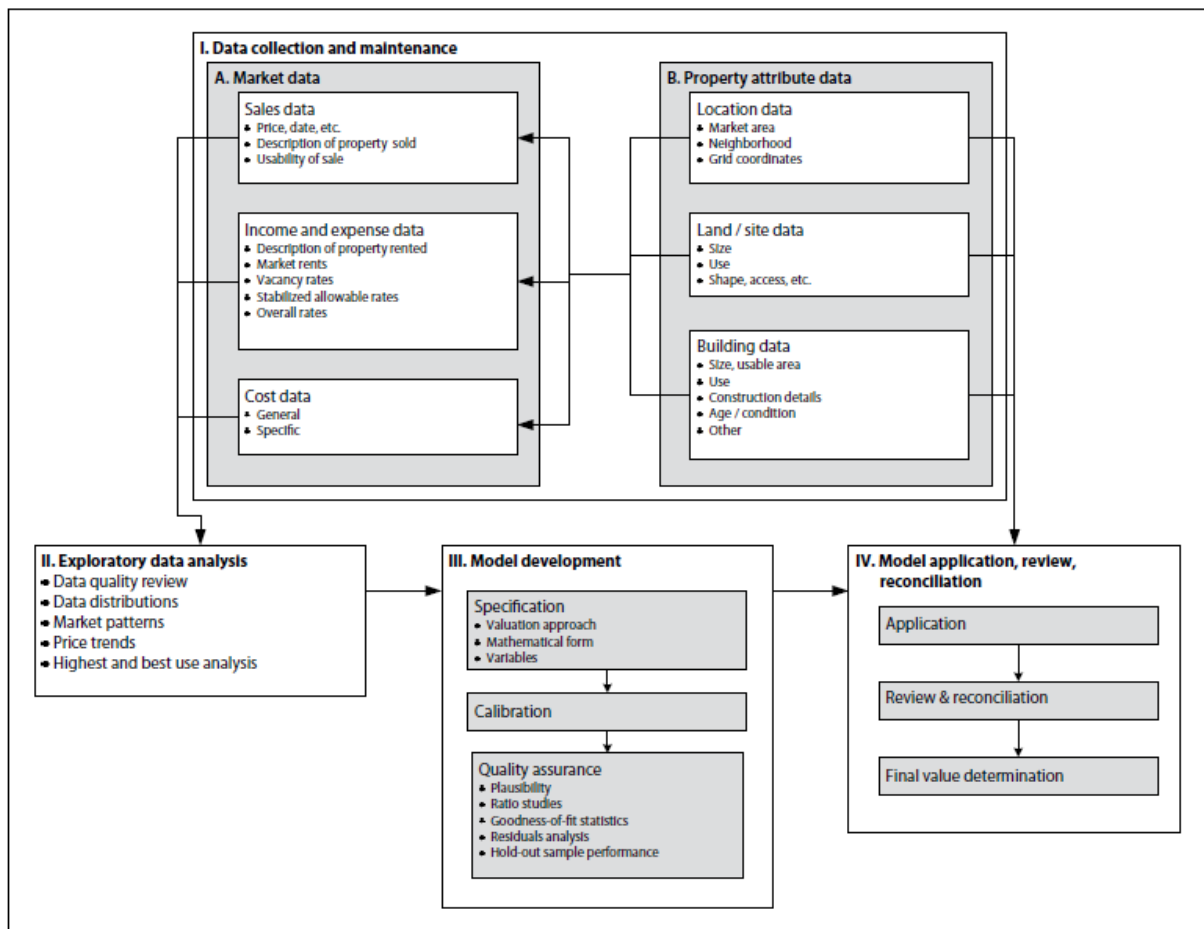 I. Data collection and maintenance
A. Market data
Sales data
• Price, date, etc.
• Description of property sold
• Usability of sale
Income and expense data
• Description of property rented
• Market rents
• Vacancy rates
• Stabilized allowable rates
• Overall rates
Cost data
• General
• Specific
B. Property attribute data
Location data
• Market area
• Neighborhood
• Grid coordinates
Land / site data
• Size
• Use
• Shape, access, etc.
Building data
• Size, usable area
• Use
• Construction details
• Age / condition
• Other
II. Exploratory data analysis
• Data quality review
• Data distributions
• Market patterns
• Price trends
• Highest and best use analysis
III. Model development
Specification
• Valuation approach
• Mathematical form
• Variables
Calibration
Quality assurance
• Plausibility
• Ratio studies
• Goodness-of-fit statistics
• Residuals analysis
• Hold-out sample performance
IV. Model application, review,
reconciliation
Application
Review & reconciliation
Final value determination